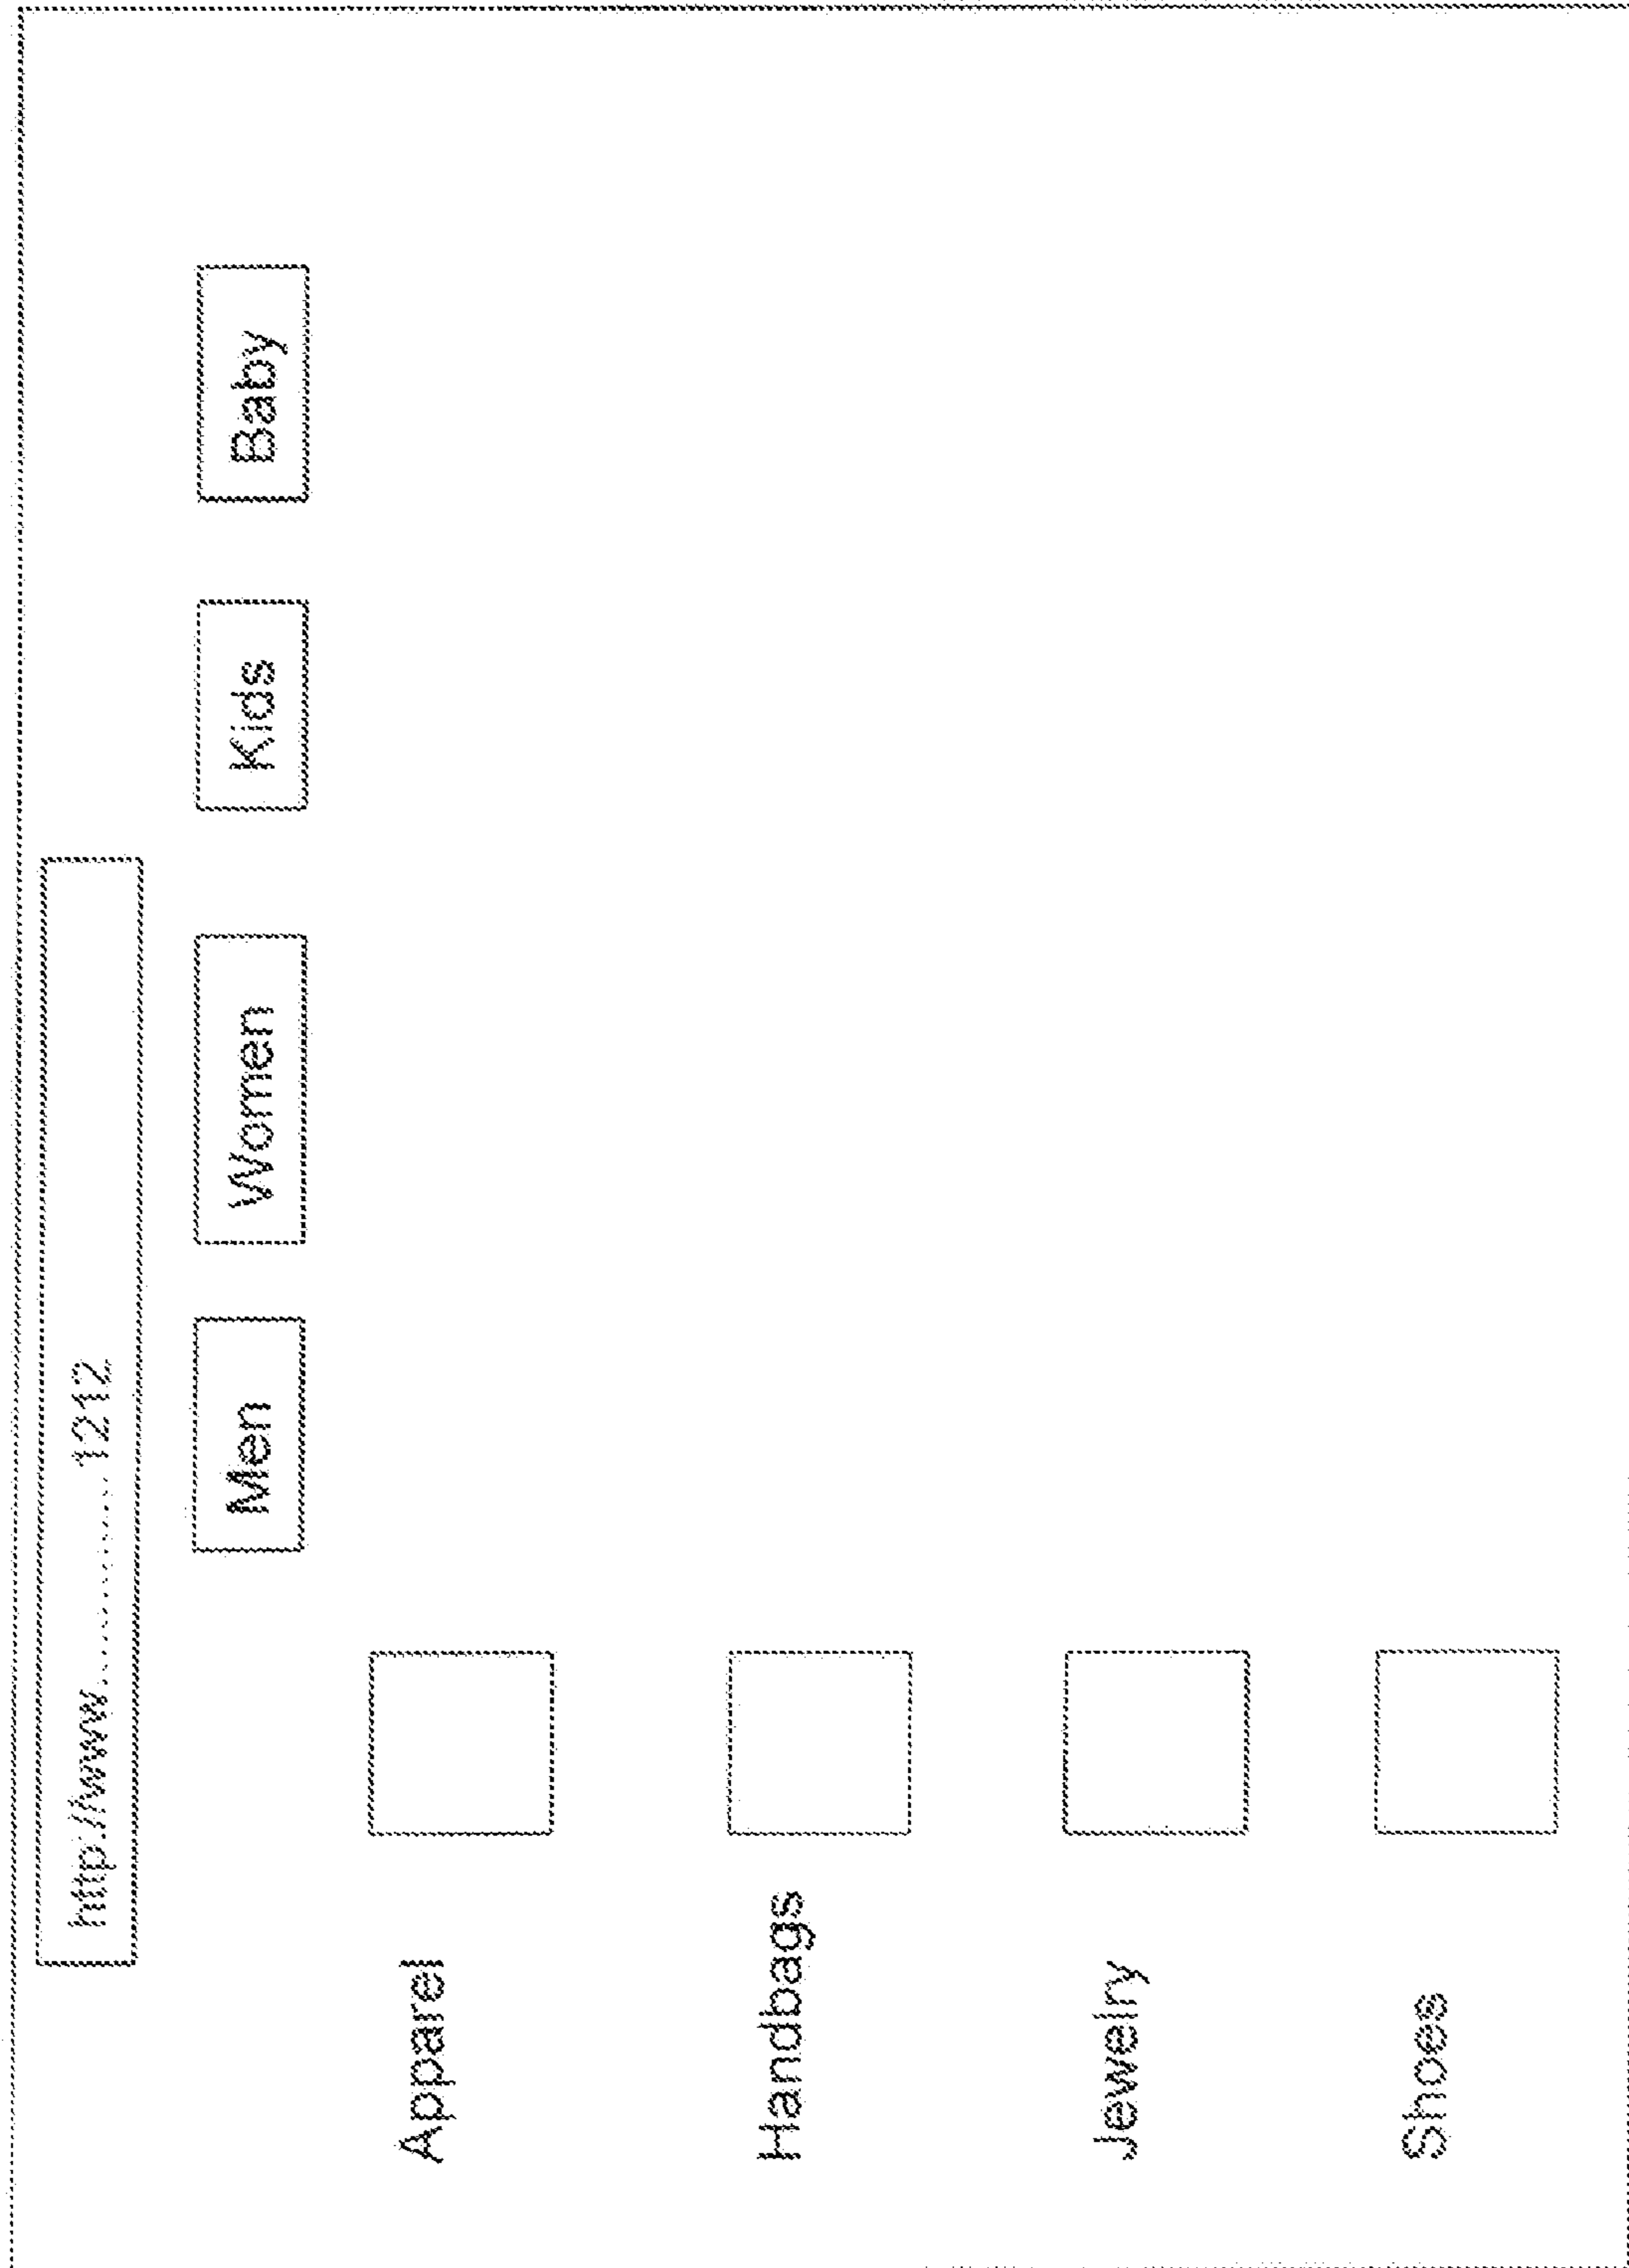 http://www..............1212
Men Women Kids Baby
Apparel
Handbags
Jewelry
Shoes